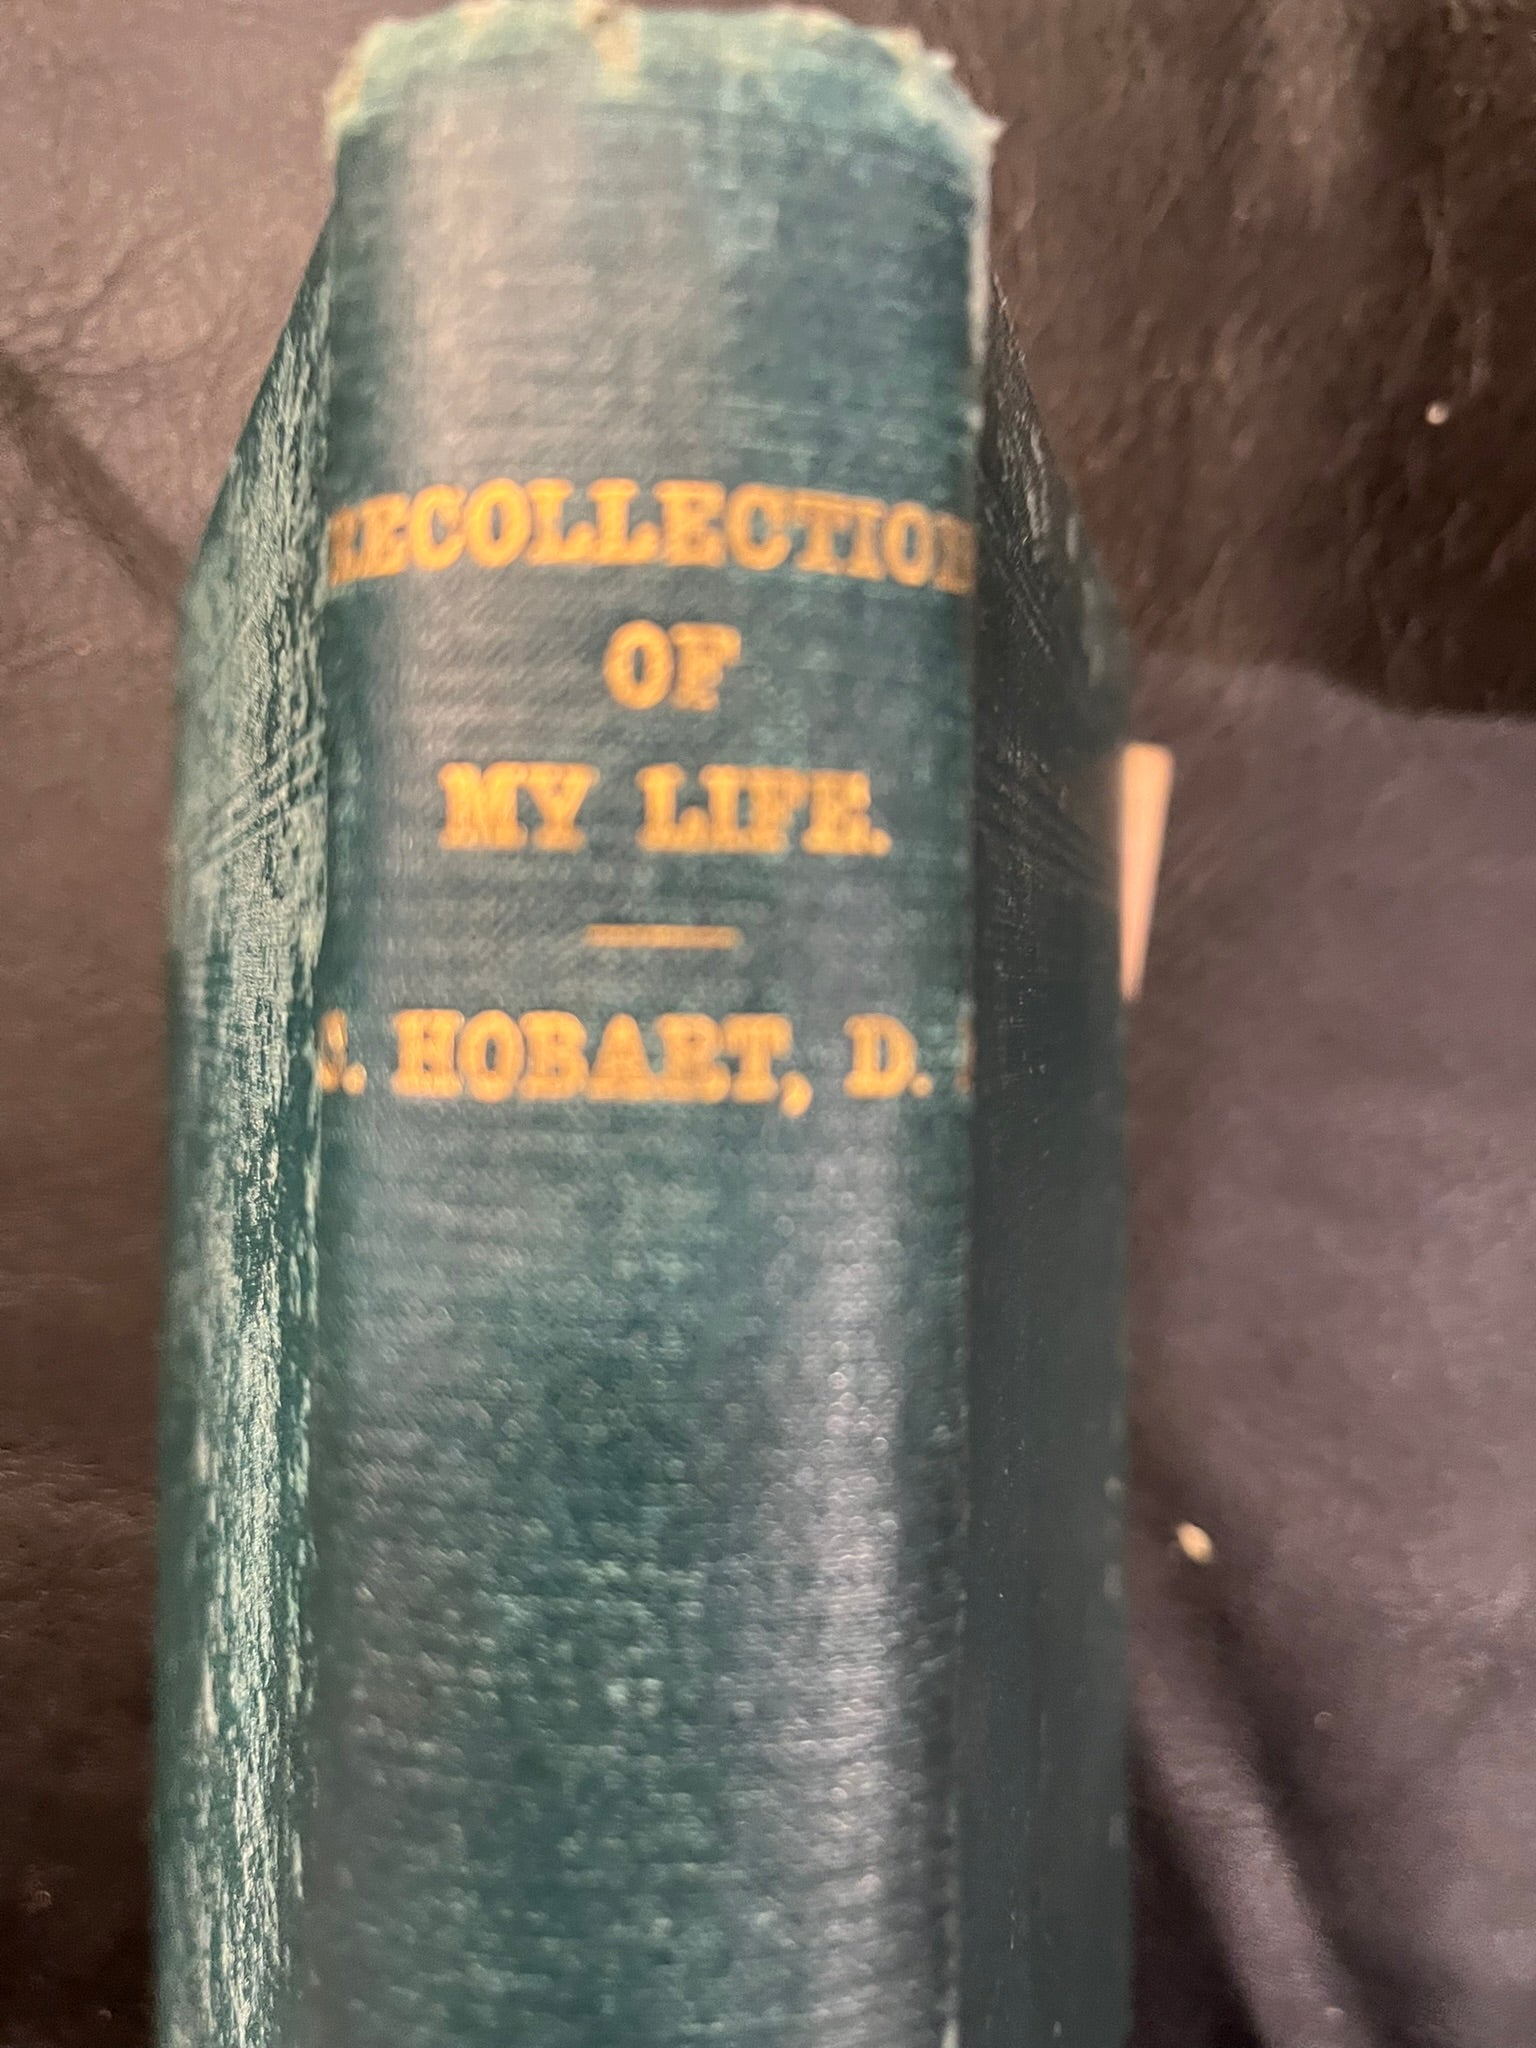 RECOLLECTION
OF
MY LIFE.
C. HOBART, D.